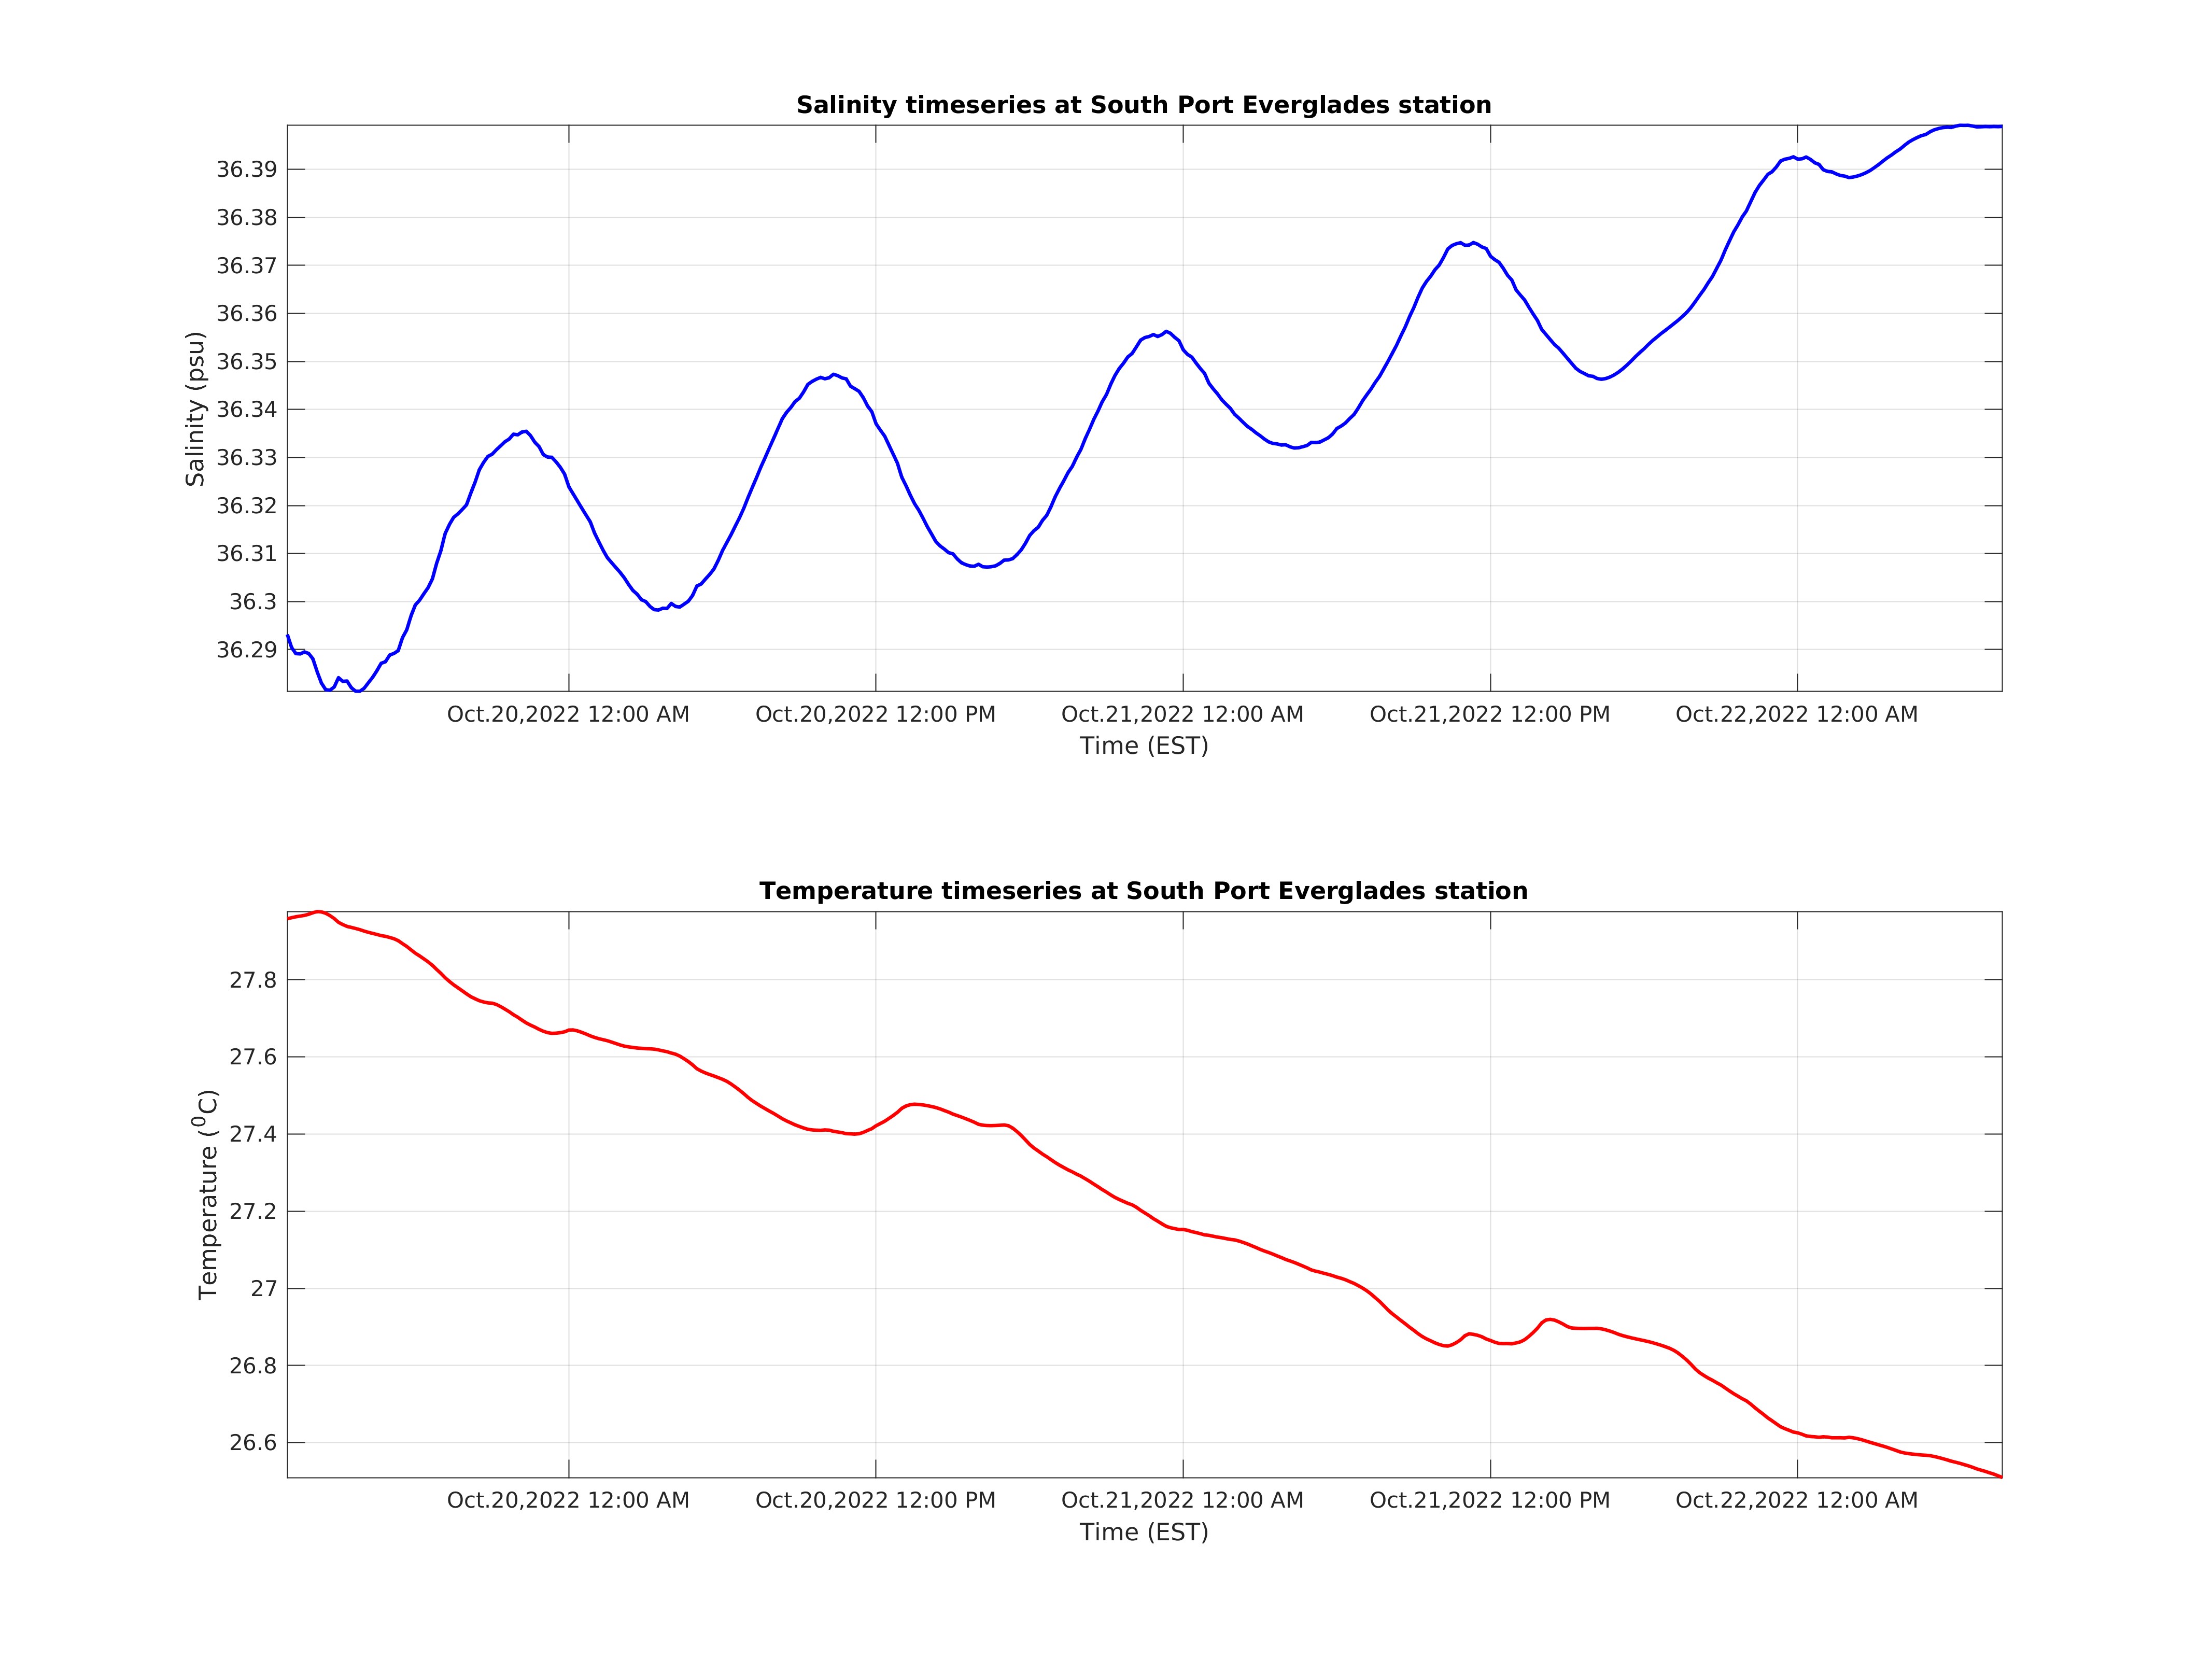 Salinity timeseries at South Port Everglades station
36.39
36.38
36.37
36.36
36.35
36.34
36.33
36.32
36.31
36.3
36.29
Salinity (psu)
Oct.20,2022 12:00 AM Oct.20,2022 12:00 PM Oct.21,2022 12:00 AM Oct.21,2022 12:00 PM Oct.22,2022 12:00 AM
Time (EST)
Temperature timeseries at South Port Everglades station
27.8
27.6
27.4
27.2
27
26.8
26.6
Temperature (⁰C)
Oct.20,2022 12:00 AM Oct.20,2022 12:00 PM Oct.21,2022 12:00 AM Oct.21,2022 12:00 PM Oct.22,2022 12:00 AM
Time (EST)